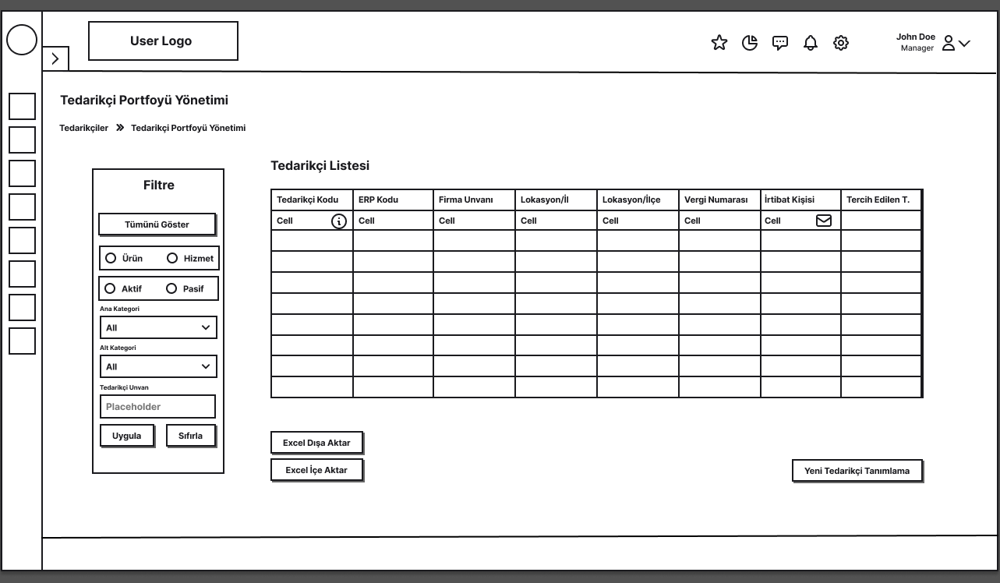 User Logo
John Doe
Manager
Tedarikçi Portfoyü Yönetimi
Tedarikçiler » Tedarikçi Portfoyü Yönetimi
Filtre
Tümünü Göster
Ürün Hizmet
Aktif Pasif
Ana Kategori
All
Alt Kategori
All
Tedarikçi Unvan
Placeholder
Uygula Sıfırla
Tedarikçi Listesi
Tedarikçi Kodu ERP Kodu Firma Unvanı Lokasyon/İl Lokasyon/İlçe Vergi Numarası İrtibat Kişisi Tercih Edilen T.
Cell Cell Cell Cell Cell Cell Cell
Excel Dışa Aktar
Excel İçe Aktar
Yeni Tedarikçi Tanımlama